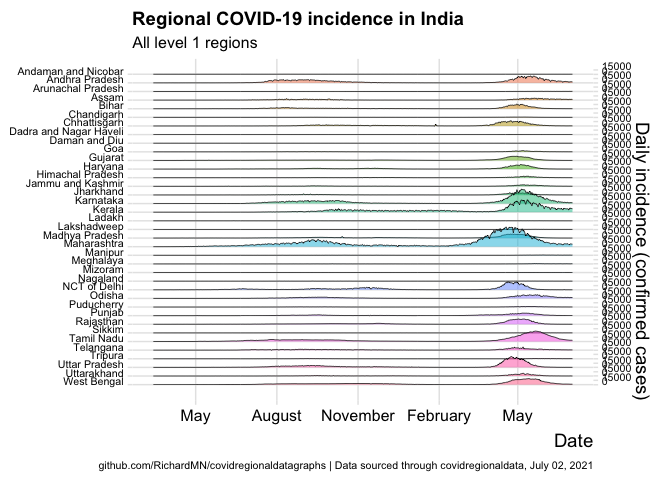 Regional COVID-19 incidence in India
All level 1 regions
Andaman and Nicobar
Andhra Pradesh
Arunachal Pradesh
Assam
Bihar
Chandigarh
Chhattisgarh
Dadra and Nagar Haveli
Daman and Diu
Goa
Gujarat
Haryana
Himachal Pradesh
Jammu and Kashmir
Jharkhand
Karnataka
Kerala
Ladakh
Lakshadweep
Madhya Pradesh
Maharashtra
Manipur
Meghalaya
Mizoram
Nagaland
NCT of Delhi
Odisha
Puducherry
Punjab
Rajasthan
Sikkim
Tamil Nadu
Telangana
Tripura
Uttar Pradesh
Uttarakhand
West Bengal
15000
Daily incidence (confirmed cases)
May August November February May
Date
github.com/RichardMN/covidregionaldatagraphs | Data sourced through covidregionaldata, July 02, 2021